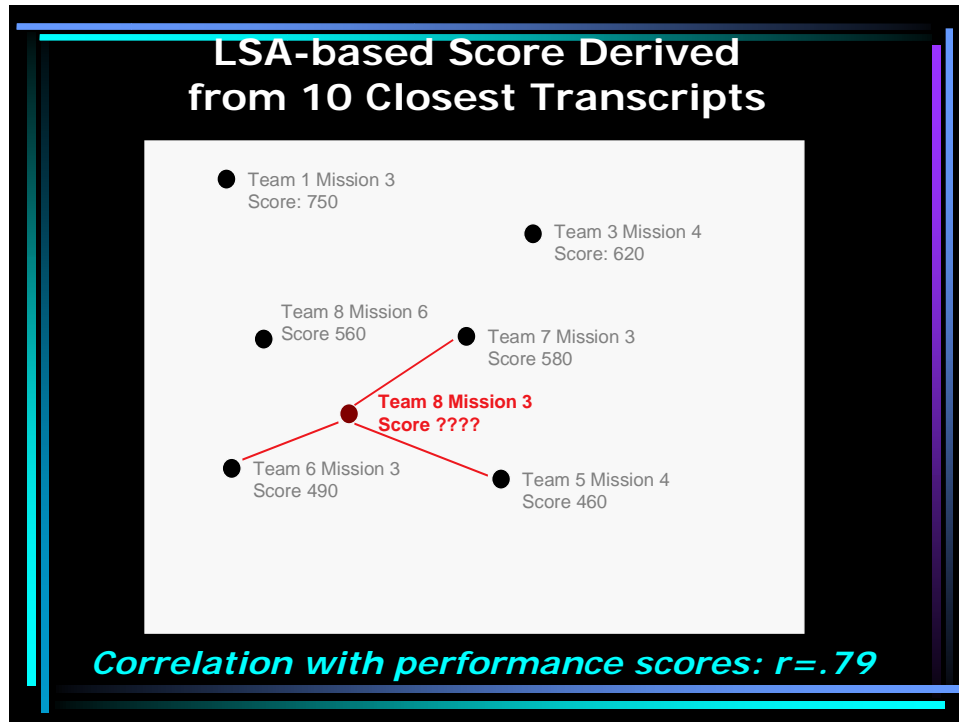 LSA-based Score Derived
from 10 Closest Transcripts
Team 1 Mission 3
Score: 750
Team 3 Mission 4
Score: 620
Team 8 Mission 6
Score 560
Team 7 Mission 3
Score 580
Team 8 Mission 3
Score ????
Team 6 Mission 3
Score 490
Team 5 Mission 4
Score 460
Correlation with performance scores: r=.79